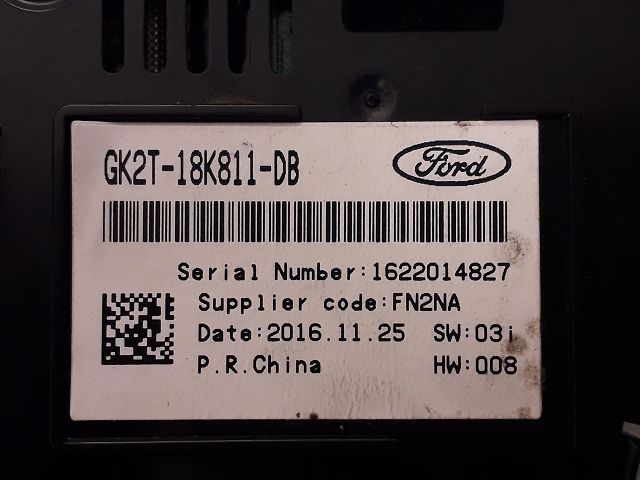 GK2T-18K811-DB
Ford
Serial Number:1622014827
Supplier code:FN2NA
Date:2016.11.25 SW:03i
P.R.China HW:008